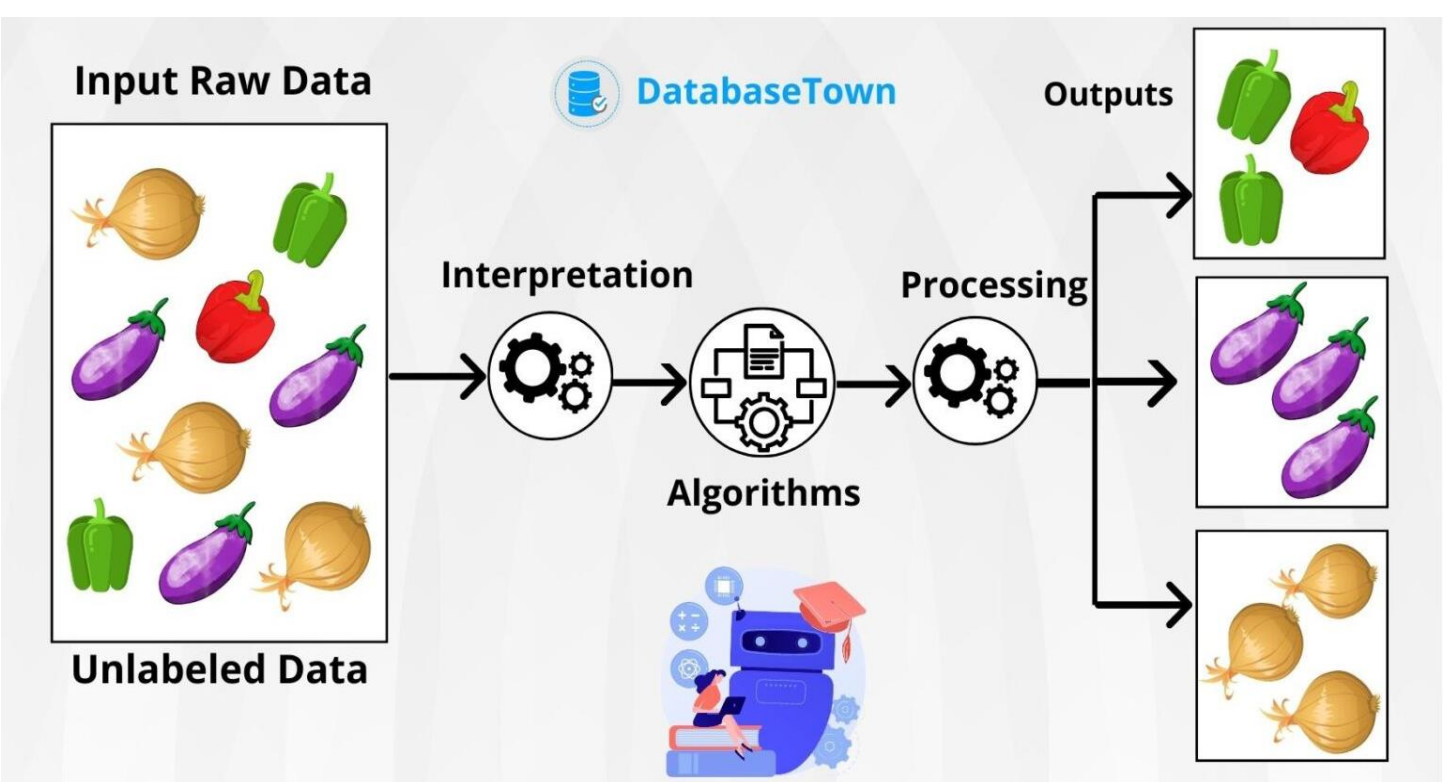 Input Raw Data
DatabaseTown
Outputs
Interpretation
Processing
Algorithms
Unlabeled Data